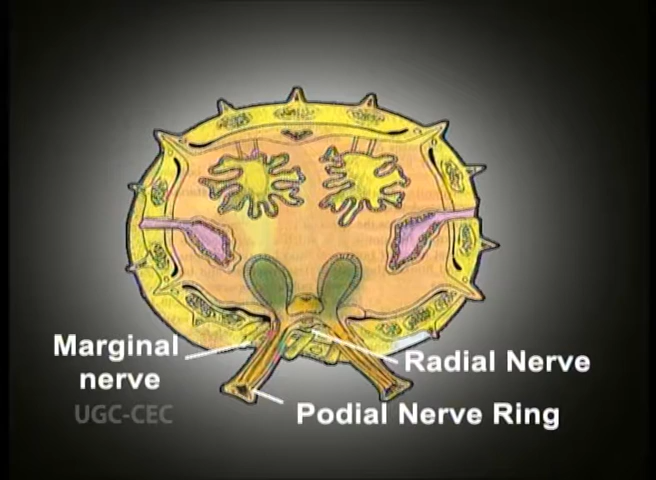 Marginal
nerve
Radial Nerve
Podial Nerve Ring
UGC-CEC